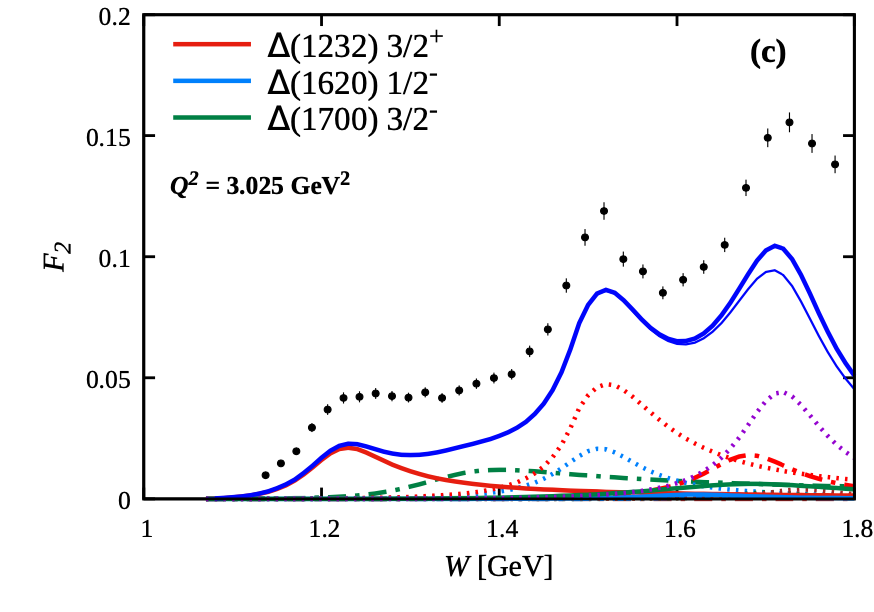 0.2
Δ(1232) 3/2⁺
(c)
Δ(1620) 1/2⁻
Δ(1700) 3/2⁻
0.15
Q² = 3.025 GeV²
F₂
0.1
0.05
0
1
1.2
1.4
1.6
1.8
W [GeV]